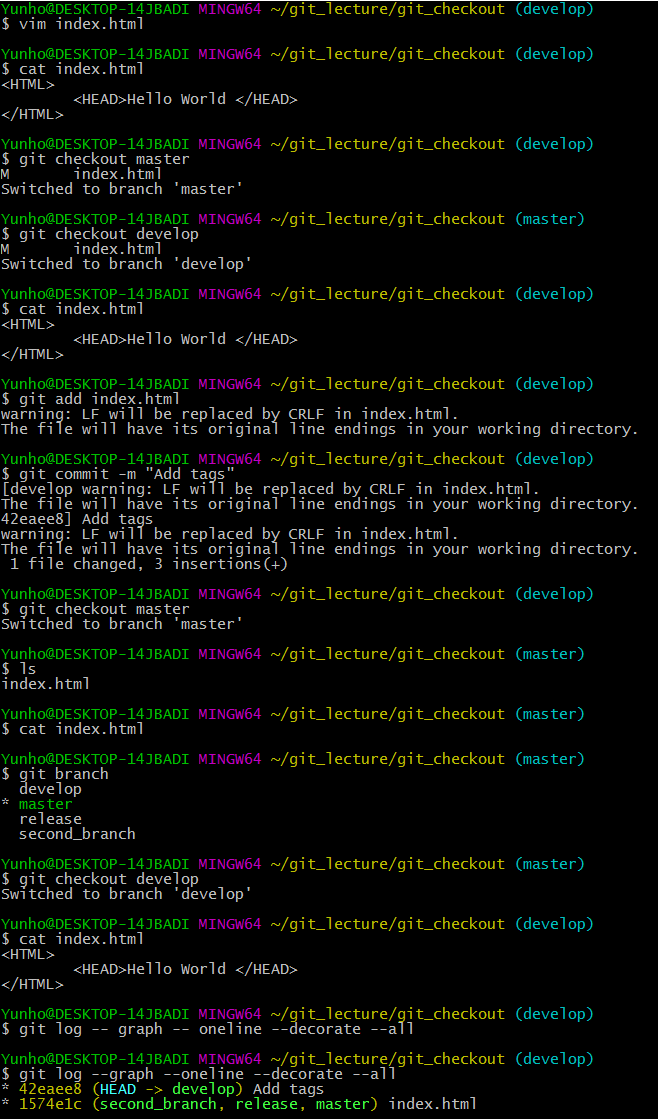 Yunho@DESKTOP-14JBADI MINGW64 ~/git_lecture/git_checkout (develop)
$ vim index.html
Yunho@DESKTOP-14JBADI MINGW64 ~/git_lecture/git_checkout (develop)
$ cat index.html
<HTML>
        <HEAD>Hello World </HEAD>
</HTML>
Yunho@DESKTOP-14JBADI MINGW64 ~/git_lecture/git_checkout (develop)
$ git checkout master
M       index.html
Switched to branch 'master'
Yunho@DESKTOP-14JBADI MINGW64 ~/git_lecture/git_checkout (master)
$ git checkout develop
M       index.html
Switched to branch 'develop'
Yunho@DESKTOP-14JBADI MINGW64 ~/git_lecture/git_checkout (develop)
$ cat index.html
<HTML>
        <HEAD>Hello World </HEAD>
</HTML>
Yunho@DESKTOP-14JBADI MINGW64 ~/git_lecture/git_checkout (develop)
$ git add index.html
warning: LF will be replaced by CRLF in index.html.
The file will have its original line endings in your working directory.
Yunho@DESKTOP-14JBADI MINGW64 ~/git_lecture/git_checkout (develop)
$ git commit -m "Add tags"
[develop warning: LF will be replaced by CRLF in index.html.
The file will have its original line endings in your working directory.
42eaee8] Add tags
warning: LF will be replaced by CRLF in index.html.
The file will have its original line endings in your working directory.
 1 file changed, 3 insertions(+)
Yunho@DESKTOP-14JBADI MINGW64 ~/git_lecture/git_checkout (develop)
$ git checkout master
Switched to branch 'master'
Yunho@DESKTOP-14JBADI MINGW64 ~/git_lecture/git_checkout (master)
$ ls
index.html
Yunho@DESKTOP-14JBADI MINGW64 ~/git_lecture/git_checkout (master)
$ cat index.html
Yunho@DESKTOP-14JBADI MINGW64 ~/git_lecture/git_checkout (master)
$ git branch
  develop
* master
  release
  second_branch
Yunho@DESKTOP-14JBADI MINGW64 ~/git_lecture/git_checkout (master)
$ git checkout develop
Switched to branch 'develop'
Yunho@DESKTOP-14JBADI MINGW64 ~/git_lecture/git_checkout (develop)
$ cat index.html
<HTML>
        <HEAD>Hello World </HEAD>
</HTML>
Yunho@DESKTOP-14JBADI MINGW64 ~/git_lecture/git_checkout (develop)
$ git log -- graph -- oneline --decorate --all
Yunho@DESKTOP-14JBADI MINGW64 ~/git_lecture/git_checkout (develop)
$ git log --graph --oneline --decorate --all
* 42eaee8 (HEAD -> develop) Add tags
* 1574e1c (second_branch, release, master) index.html